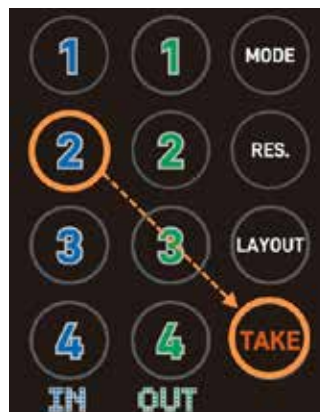 1 1 MODE
2 2 RES.
3 3 LAYOUT
4 4 TAKE
IN OUT